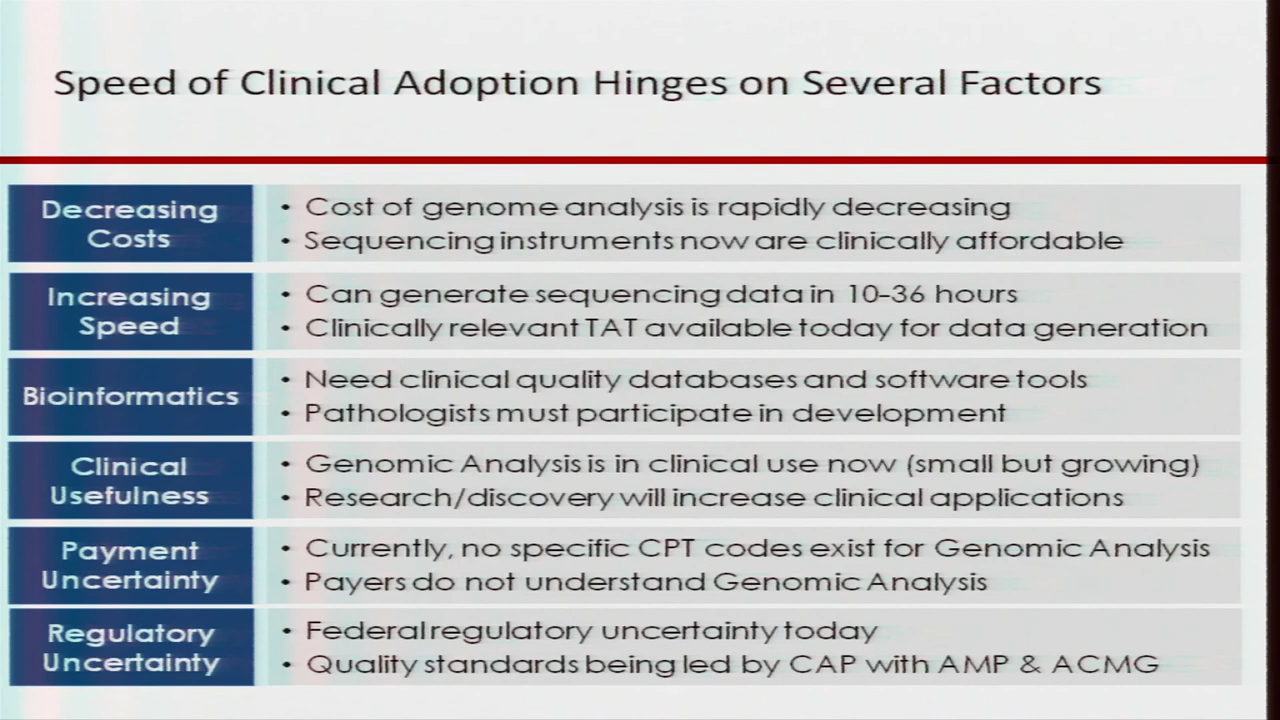 Speed of Clinical Adoption Hinges on Several Factors
Decreasing
Costs
• Cost of genome analysis is rapidly decreasing
• Sequencing instruments now are clinically affordable
Increasing
Speed
• Can generate sequencing data in 10–36 hours
• Clinically relevant TAT available today for data generation
Bioinformatics
• Need clinical quality databases and software tools
• Pathologists must participate in development
Clinical
Usefulness
• Genomic Analysis is in clinical use now (small but growing)
• Research/discovery will increase clinical applications
Payment
Uncertainty
• Currently, no specific CPT codes exist for Genomic Analysis
• Payers do not understand Genomic Analysis
Regulatory
Uncertainty
• Federal regulatory uncertainty today
• Quality standards being led by CAP with AMP & ACMG